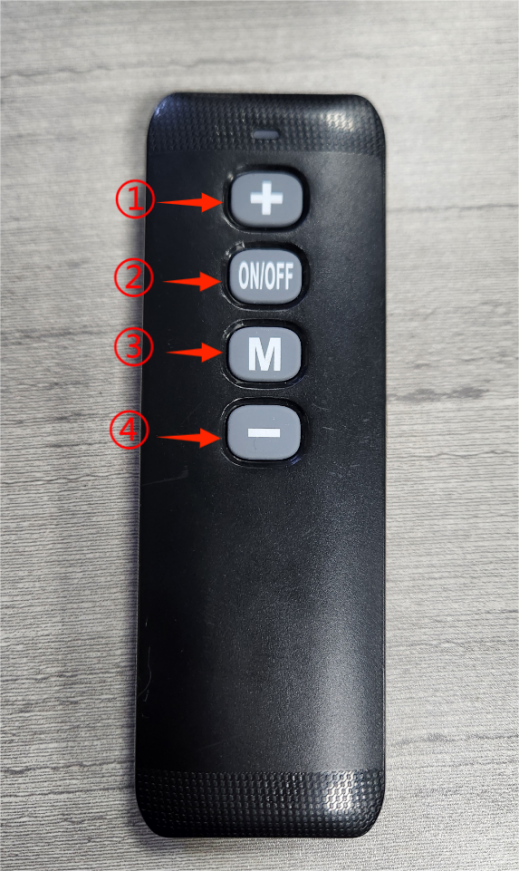 ① +
② ON/OFF
③ M
④ −